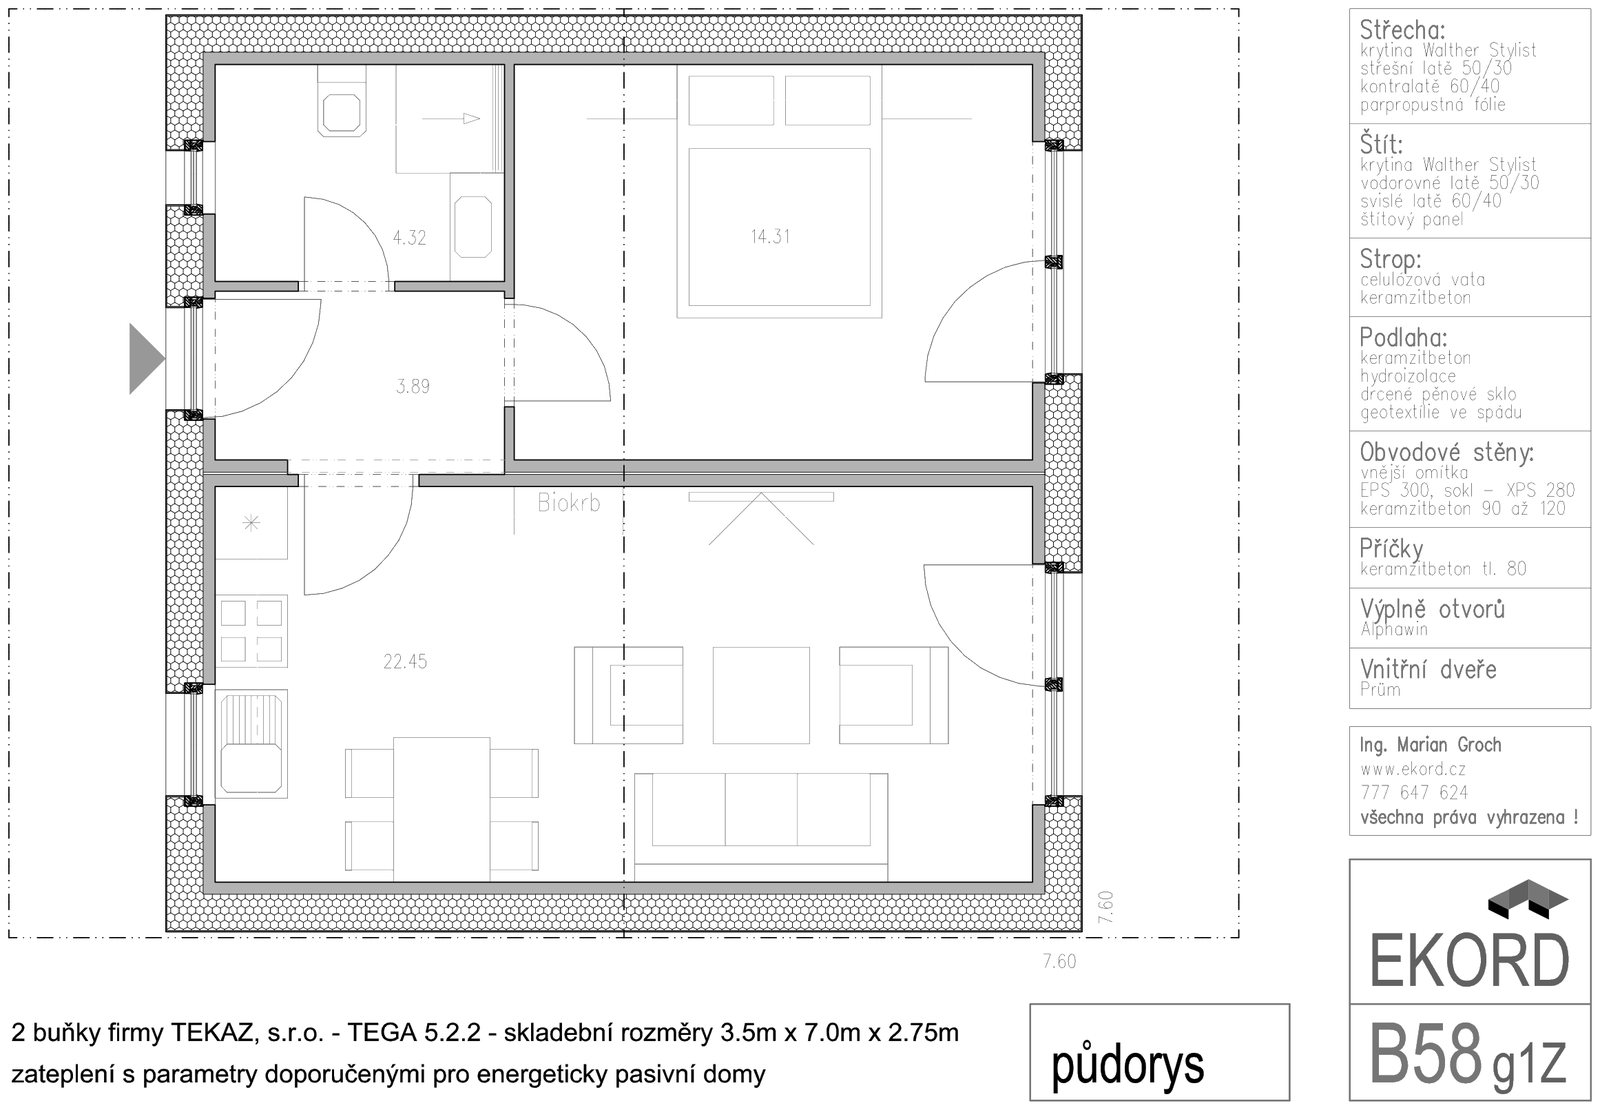 4.32
14.31
3.89
Biokrb
22.45
7.60
7.60
2 buňky firmy TEKAZ, s.r.o. - TEGA 5.2.2 - skladební rozměry 3.5m x 7.0m x 2.75m
zateplení s parametry doporučenými pro energeticky pasivní domy
půdorys
Střecha:
krytina Walther Stylist
střešní latě 50/30
kontralatě 60/40
parpropustná fólie
Štít:
krytina Walther Stylist
vodorovné latě 50/30
svislé latě 60/40
štítový panel
Strop:
celulózová vata
keramzitbeton
Podlaha:
keramzitbeton
hydroizolace
drcené pěnové sklo
geotextílie ve spádu
Obvodové stěny:
vnější omítka
EPS 300, sokl - XPS 280
keramzitbeton 90 až 120
Příčky
keramzitbeton tl. 80
Výplně otvorů
Alphawin
Vnitřní dveře
Prüm
Ing. Marian Groch
www.ekord.cz
777 647 624
všechna práva vyhrazena !
EKORD
B58 g1Z